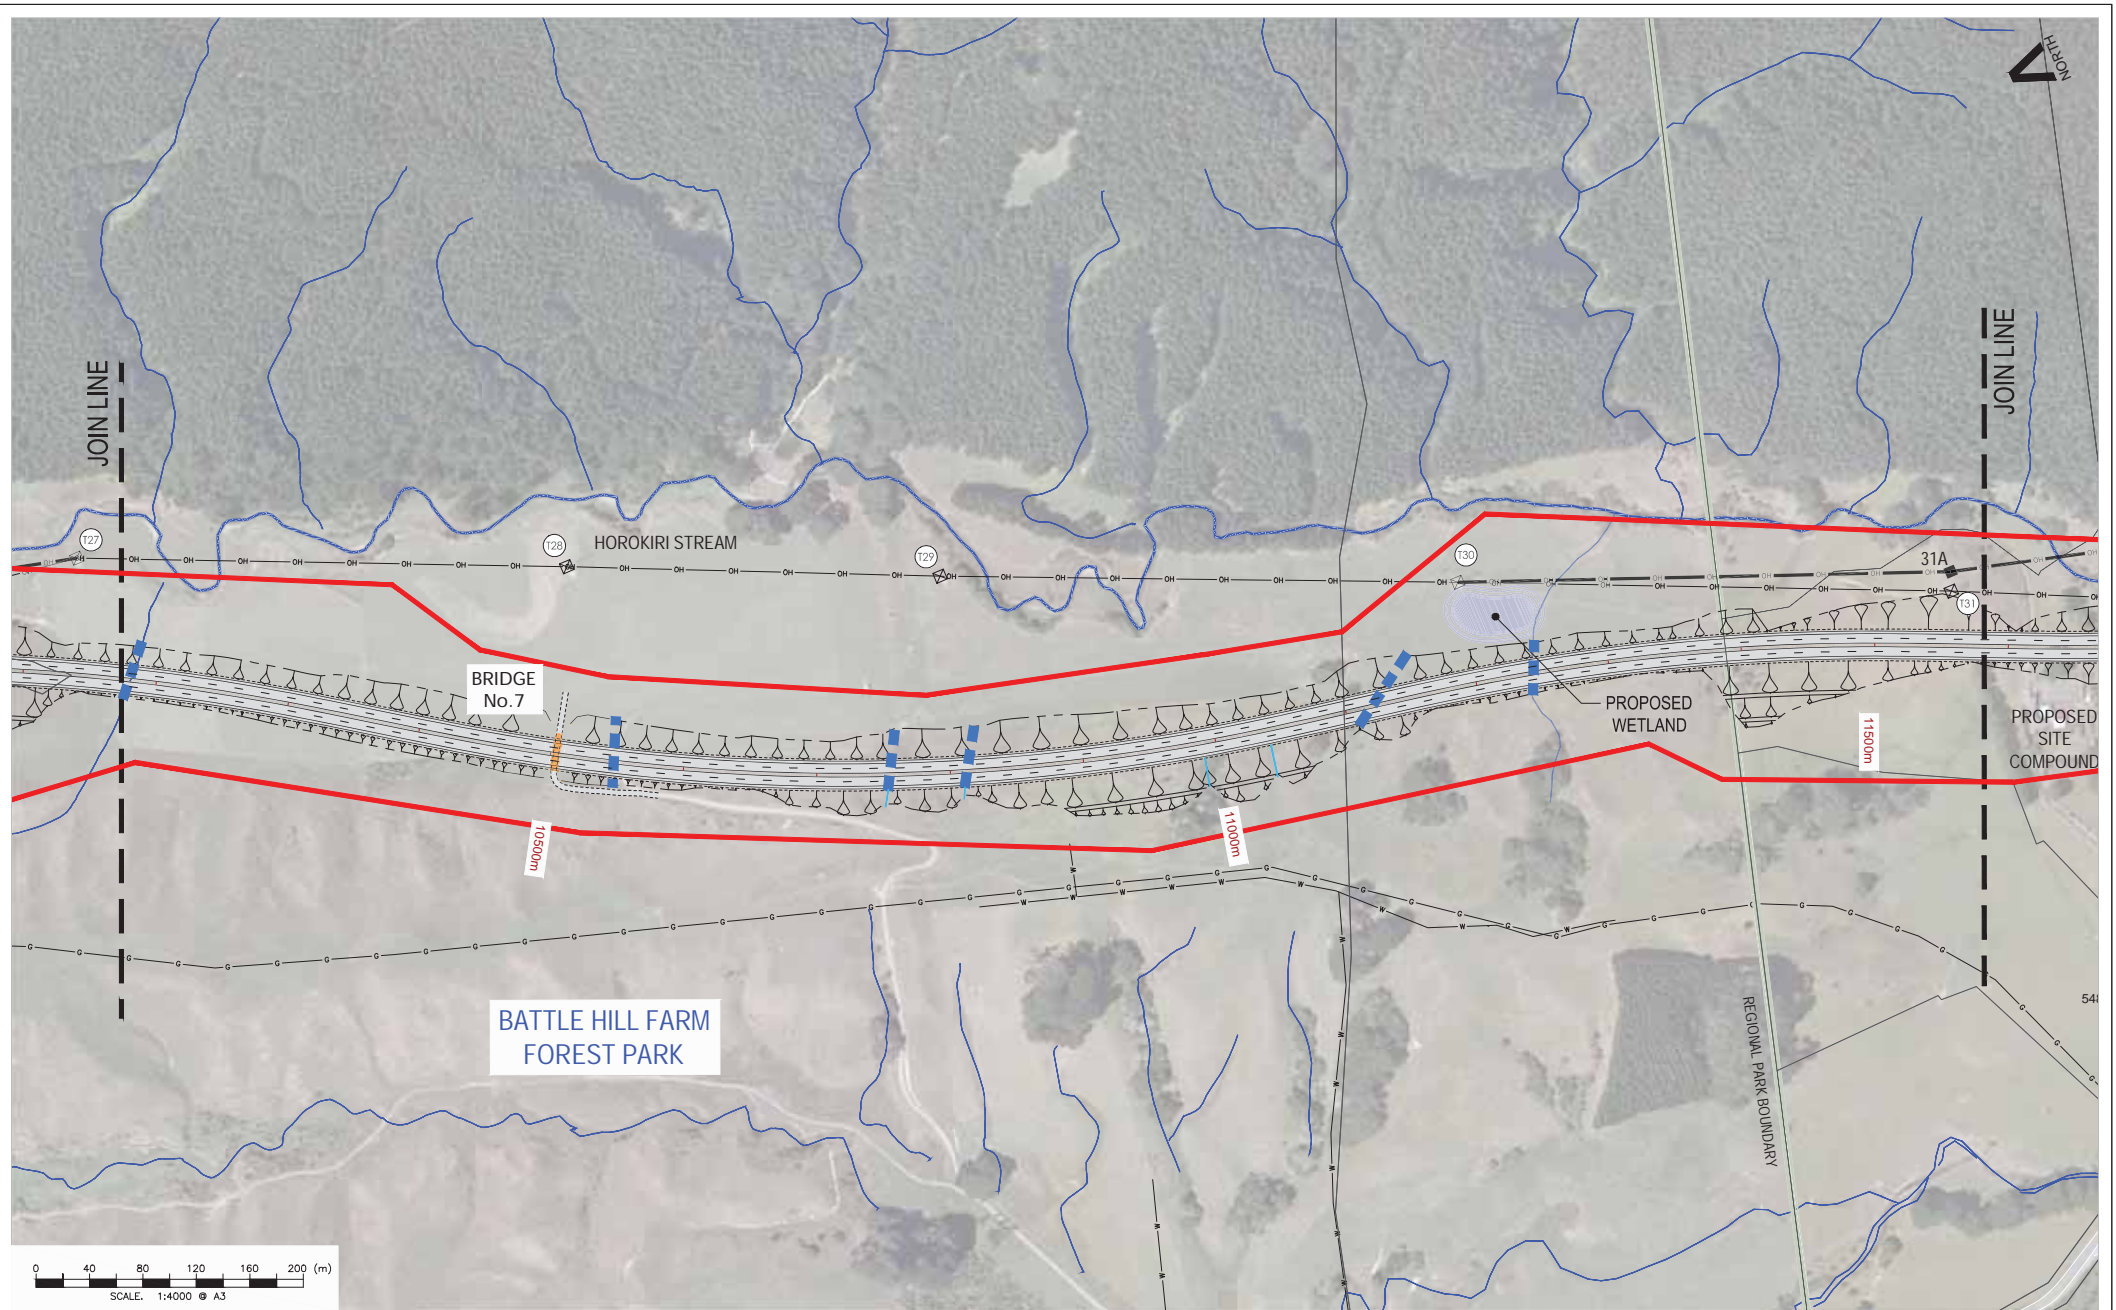 NORTH
JOIN LINE
JOIN LINE
T27
T28
HOROKIRI STREAM
T29
T30
31A
T31
BRIDGE
No.7
PROPOSED
WETLAND
11500m
PROPOSED
SITE
COMPOUND
10500m
11000m
BATTLE HILL FARM
FOREST PARK
REGIONAL PARK BOUNDARY
0 40 80 120 160 200 (m)
SCALE. 1:4000 @ A3